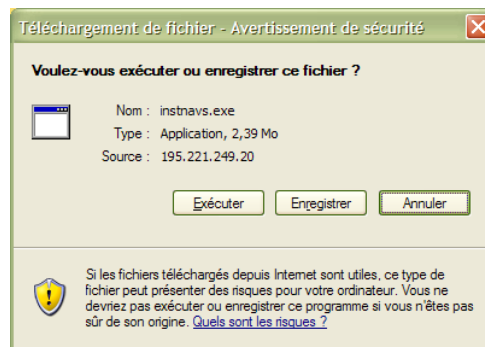 Téléchargement de fichier - Avertissement de sécurité
Voulez-vous exécuter ou enregistrer ce fichier ?
Nom : instnavs.exe
Type : Application, 2,39 Mo
Source : 195.221.249.20
Exécuter Enregistrer Annuler
Si les fichiers téléchargés depuis Internet sont utiles, ce type de
fichier peut présenter des risques pour votre ordinateur. Vous ne
devriez pas exécuter ou enregistrer ce programme si vous n'êtes pas
sûr de son origine. Quels sont les risques ?